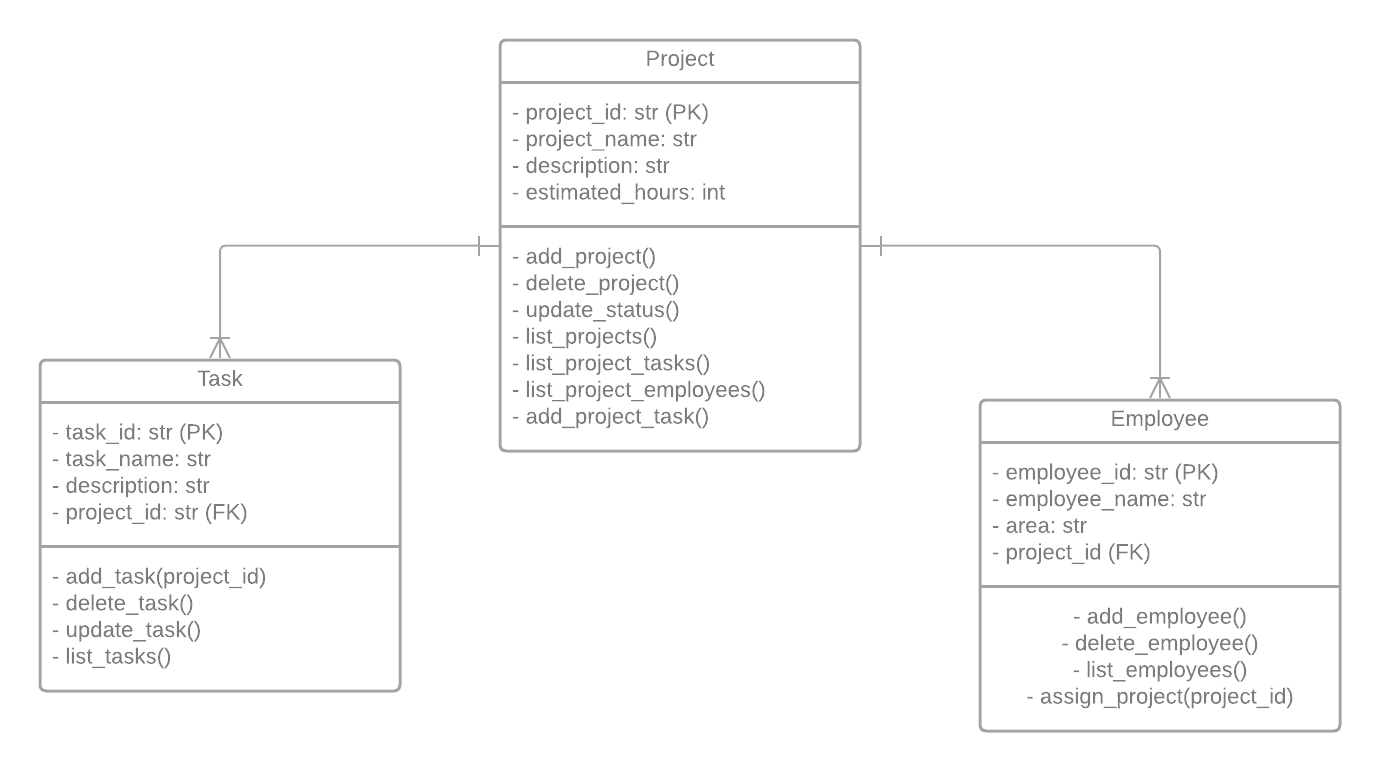 Project
- project_id: str (PK)
- project_name: str
- description: str
- estimated_hours: int
- add_project()
- delete_project()
- update_status()
- list_projects()
- list_project_tasks()
- list_project_employees()
- add_project_task()
Task
- task_id: str (PK)
- task_name: str
- description: str
- project_id: str (FK)
- add_task(project_id)
- delete_task()
- update_task()
- list_tasks()
Employee
- employee_id: str (PK)
- employee_name: str
- area: str
- project_id (FK)
- add_employee()
- delete_employee()
- list_employees()
- assign_project(project_id)